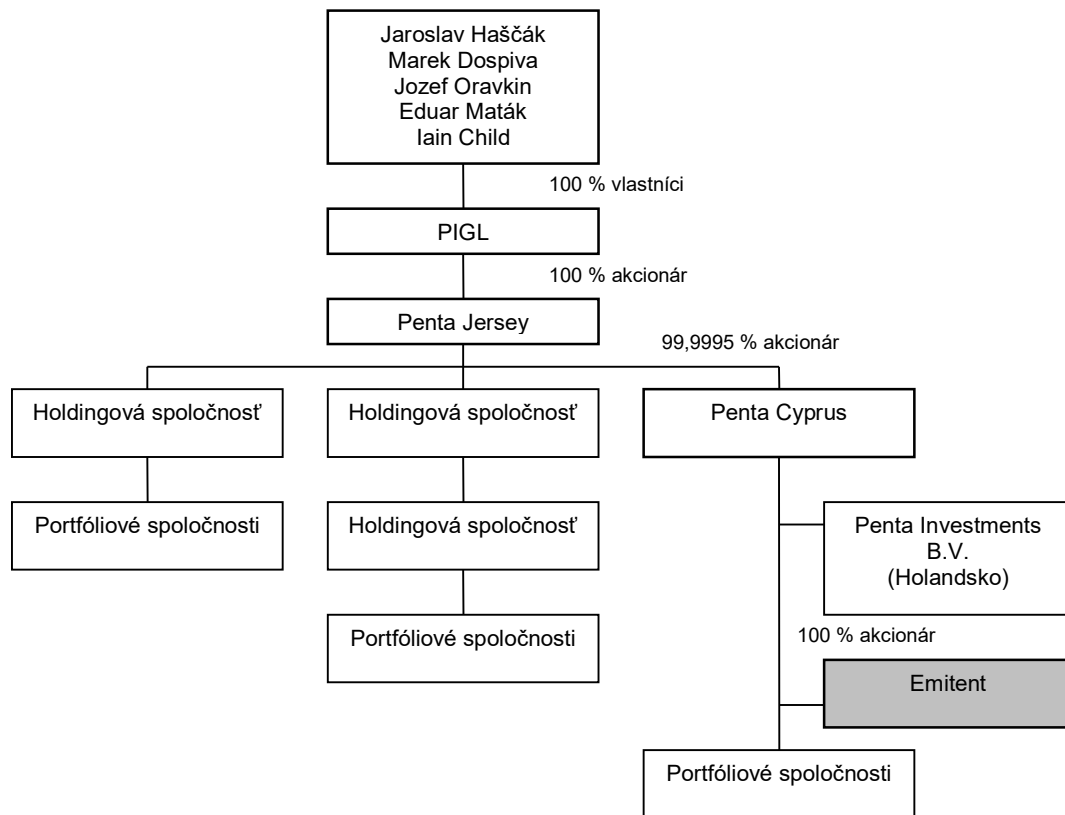 Jaroslav Haščák
Marek Dospiva
Jozef Oravkin
Eduar Maták
Iain Child
100 % vlastníci
PIGL
100 % akcionár
Penta Jersey
99,9995 % akcionár
Holdingová spoločnosť
Holdingová spoločnosť
Penta Cyprus
Portfóliové spoločnosti
Holdingová spoločnosť
Penta Investments
B.V.
(Holandsko)
Portfóliové spoločnosti
100 % akcionár
Emitent
Portfóliové spoločnosti